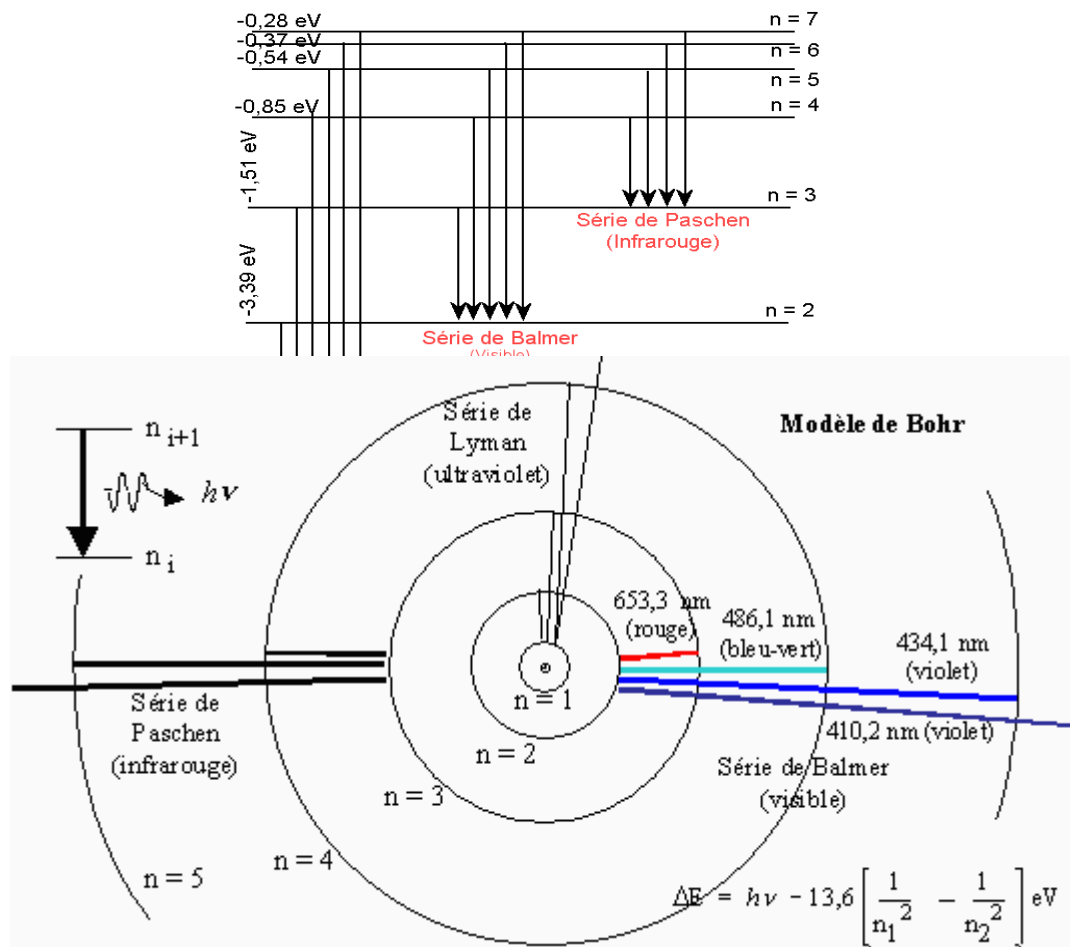 -0,28 eV
n = 7
-0,37 eV
n = 6
-0,54 eV
n = 5
-0,85 eV
n = 4
-1,51 eV
n = 3
Série de Paschen
(Infrarouge)
-3,39 eV
n = 2
Série de Balmer
(Visible)
Modèle de Bohr
n i+1
hν
n i
Série de
Lyman
(ultraviolet)
653,3 nm
(rouge)
486,1 nm
(bleu-vert)
434,1 nm
(violet)
410,2 nm (violet)
Série de
Paschen
(infrarouge)
n = 1
n = 2
n = 3
n = 4
n = 5
Série de Balmer
(visible)
ΔE = hν - 13,6 [ 1/n₁² - 1/n₂² ] eV